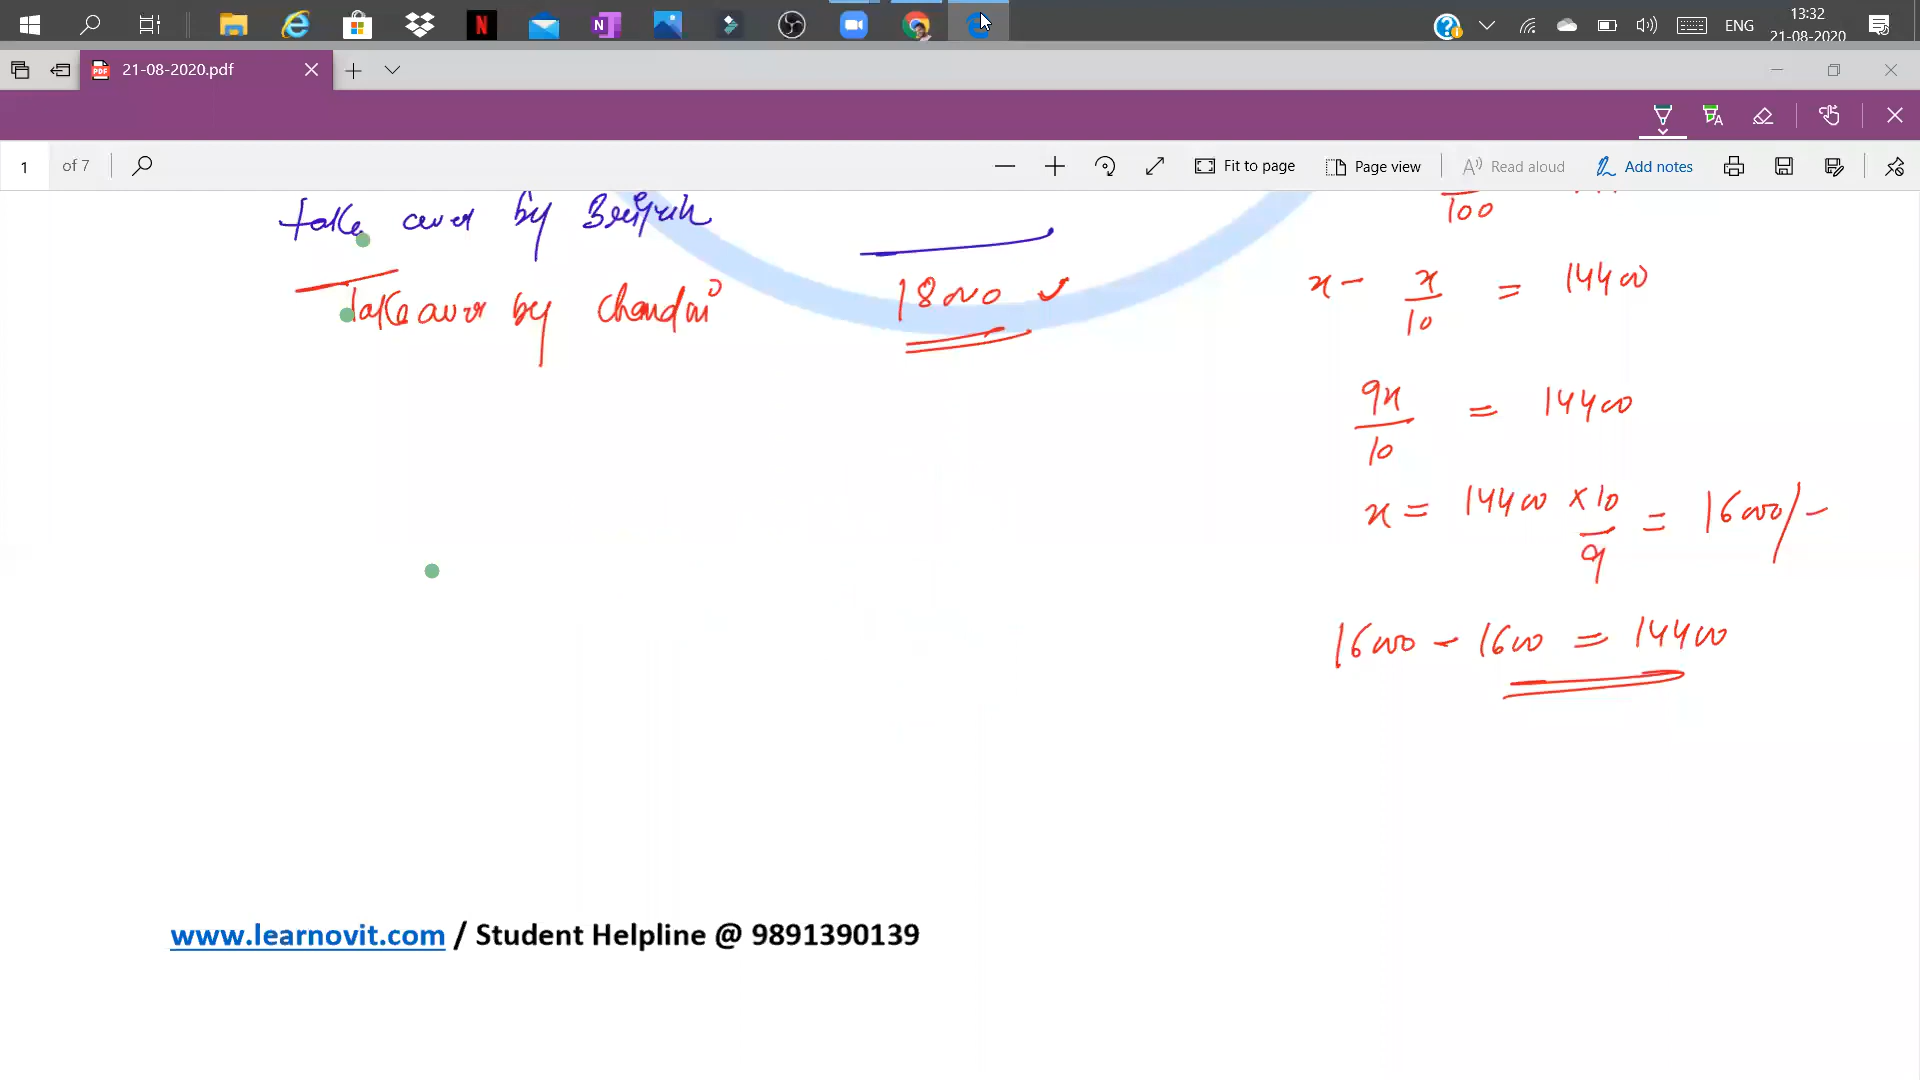 13:32
ENG
21-08-2020
21-08-2020.pdf
1 of 7
Fit to page
Page view
Read aloud
Add notes
take over by
100
take over by Chandni 18000 ✓
x - x/10 = 14400
9x/10 = 14400
x = 14400 × 10/9 = 16000/-
16000 - 1600 = 14400
www.learnovit.com / Student Helpline @ 9891390139